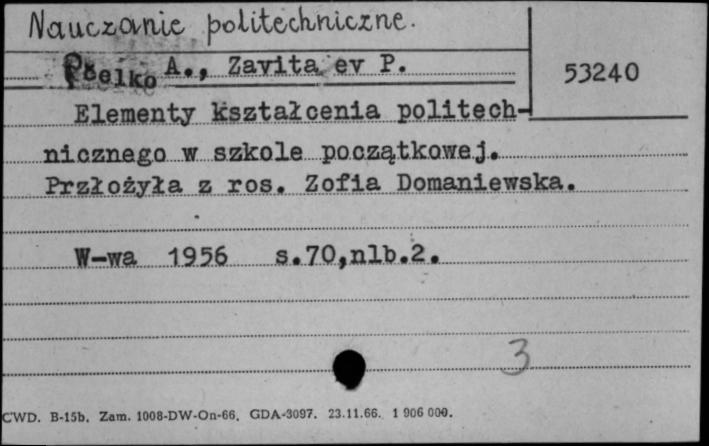 Nauczanie politechniczne.
Pčelko A., Zavita ev P.
53240
Elementy kształcenia politech-
nicznego w szkole początkowej.
Przłożyła z ros. Zofia Domaniewska.
W-wa 1956 s.70,nlb.2.
3
CWD. B-15b. Zam. 1008-DW-On-66. GDA-3097. 23.11.66. 1 906 000.